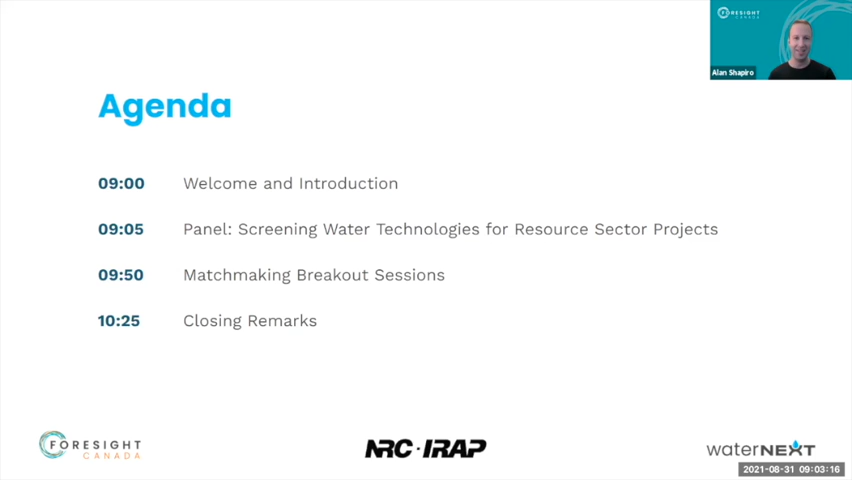 FORESIGHT
CANADA
Alan Shapiro
Agenda
09:00 Welcome and Introduction
09:05 Panel: Screening Water Technologies for Resource Sector Projects
09:50 Matchmaking Breakout Sessions
10:25 Closing Remarks
FORESIGHT
CANADA
NRC·IRAP
waterNEXT
2021-08-31 09:03:16